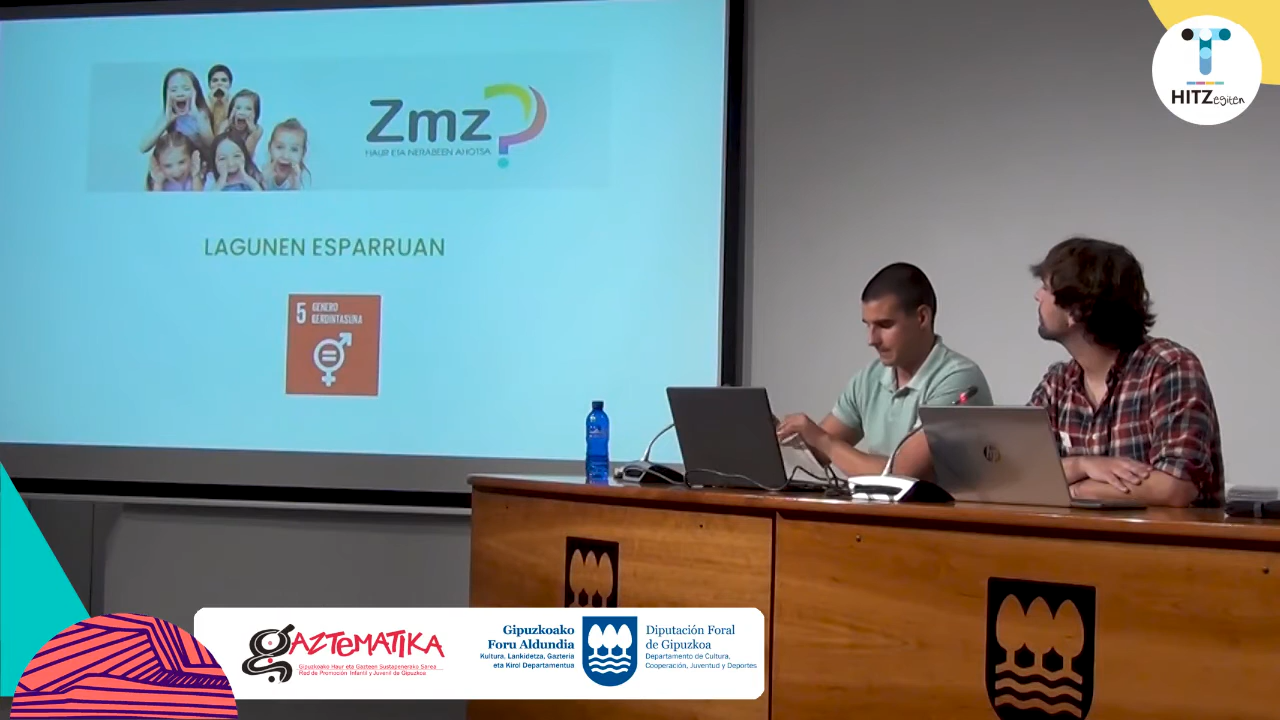 Zmz?
HAUR ETA NERABEEN AHOTSA
LAGUNEN ESPARRUAN
5 GENERO
BERDINTASUNA
HITZegiten
hp
gAZTEMATIKA
Gipuzkoako Haur eta Gazteen Sustapenerako Sarea
Red de Promoción Infantil y Juvenil de Gipuzkoa
Gipuzkoako
Foru Aldundia
Kultura, Lankidetza, Gazteria
eta Kirol Departamentua
Diputación Foral
de Gipuzkoa
Departamento de Cultura,
Cooperación, Juventud y Deportes